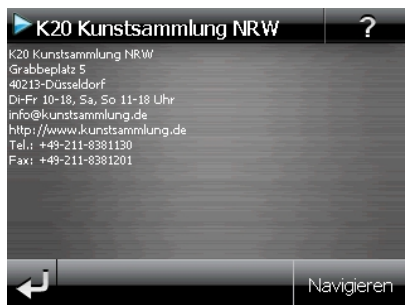 K20 Kunstsammlung NRW ?
K20 Kunstsammlung NRW
Grabbeplatz 5
40213-Düsseldorf
Di-Fr 10-18, Sa, So 11-18 Uhr
info@kunstsammlung.de
http://www.kunstsammlung.de
Tel.: +49-211-8381130
Fax: +49-211-8381201
Navigieren